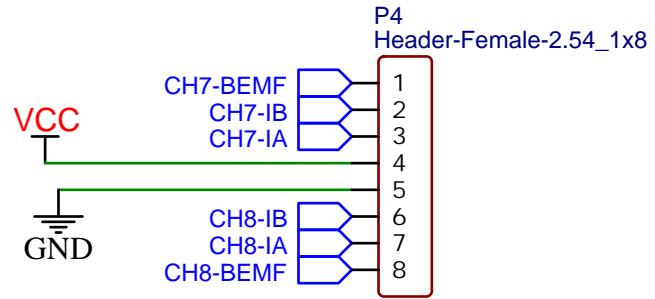 P4
Header-Female-2.54_1x8
CH7-BEMF 1
CH7-IB 2
VCC
CH7-IA 3
4
5
GND
CH8-IB 6
CH8-IA 7
CH8-BEMF 8